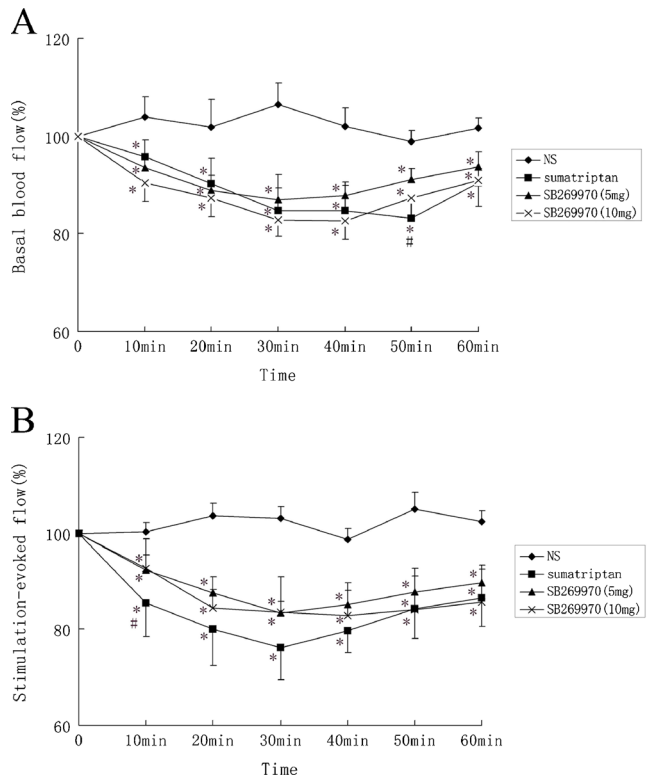 A
Basal blood flow(%)
120
100
80
60
* * * * * *
* * * * * *
* * * * * *
#
0 10min 20min 30min 40min 50min 60min
Time
NS
sumatriptan
SB269970(5mg)
SB269970(10mg)
B
Stimulation-evoked flow(%)
120
100
80
60
* * * * * *
* * * * * *
* * * * * *
#
0 10min 20min 30min 40min 50min 60min
Time
NS
sumatriptan
SB269970(5mg)
SB269970(10mg)